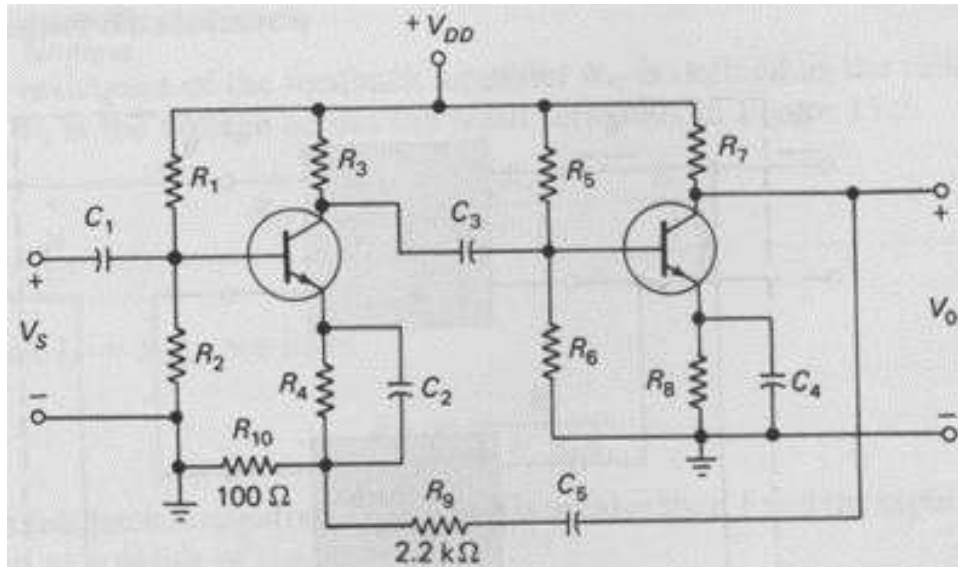 + V_DD
R₁
R₃
R₅
R₇
C₁
C₃
+
+
V_S
V_o
R₂
R₄
C₂
R₆
R₈
C₄
−
−
R₁₀
100 Ω
R₉
C₅
2.2 kΩ